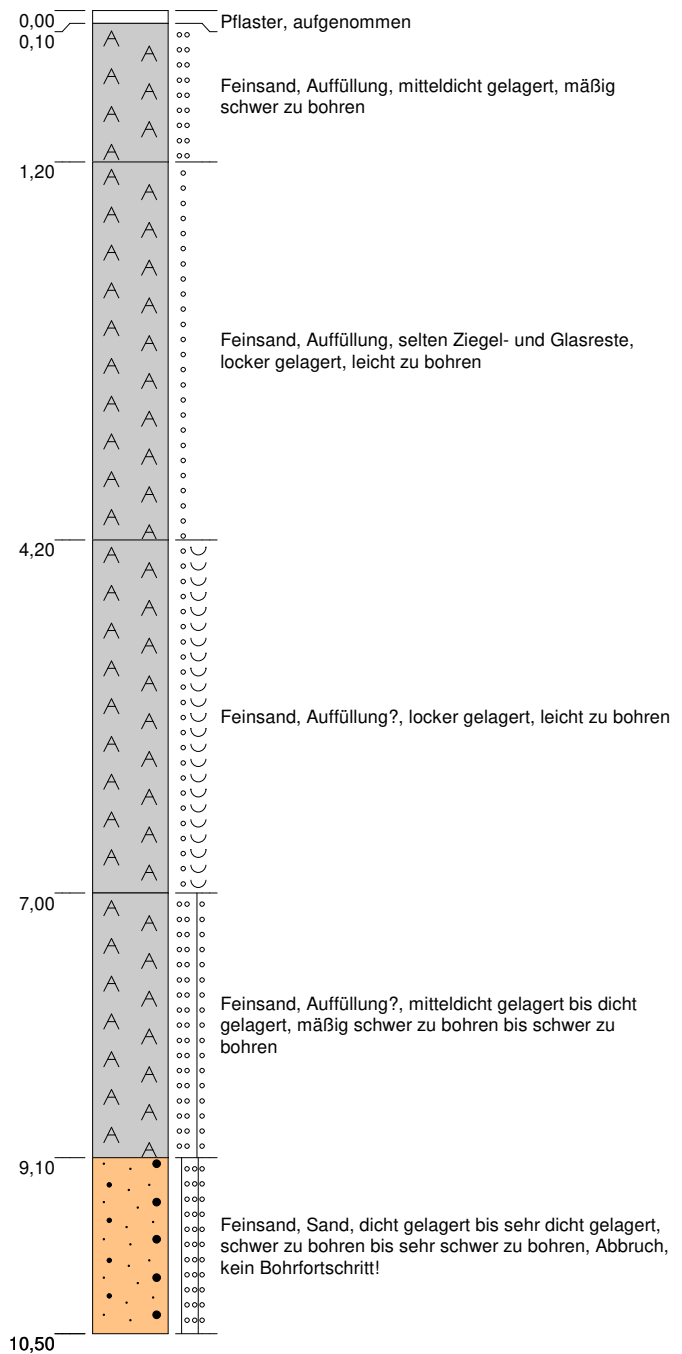 0,00
Pflaster, aufgenommen
0,10
Feinsand, Auffüllung, mitteldicht gelagert, mäßig
schwer zu bohren
1,20
Feinsand, Auffüllung, selten Ziegel- und Glasreste,
locker gelagert, leicht zu bohren
4,20
Feinsand, Auffüllung?, locker gelagert, leicht zu bohren
7,00
Feinsand, Auffüllung?, mitteldicht gelagert bis dicht
gelagert, mäßig schwer zu bohren bis schwer zu
bohren
9,10
Feinsand, Sand, dicht gelagert bis sehr dicht gelagert,
schwer zu bohren bis sehr schwer zu bohren, Abbruch,
kein Bohrfortschritt!
10,50